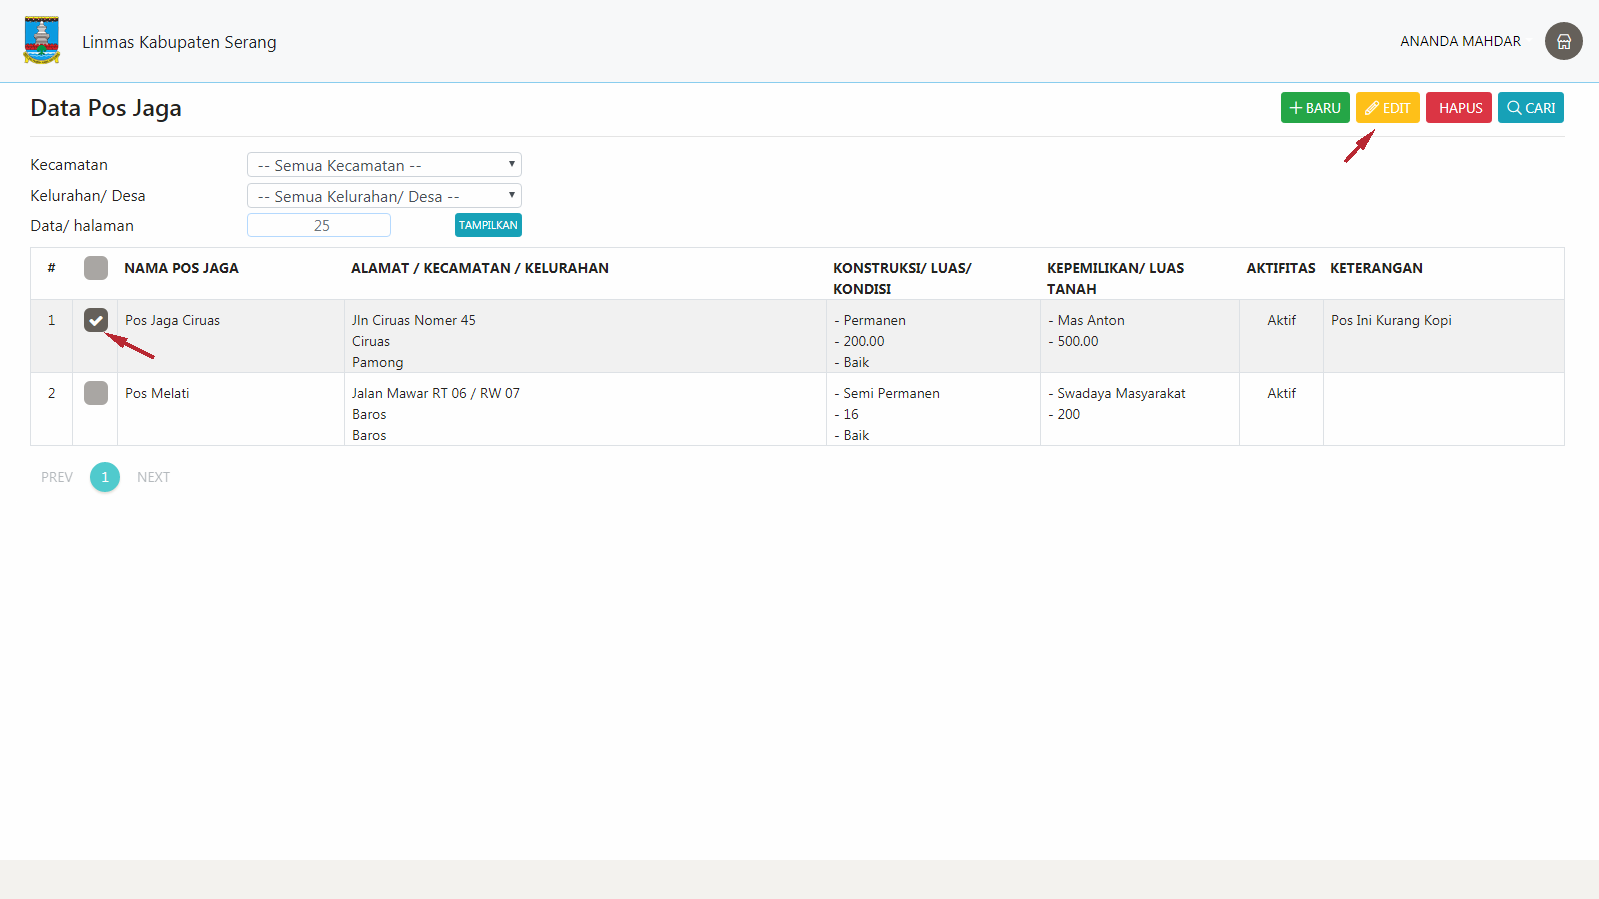 Linmas Kabupaten Serang
ANANDA MAHDAR
Data Pos Jaga
BARU
EDIT
HAPUS
CARI
Kecamatan
-- Semua Kecamatan --
Kelurahan/ Desa
-- Semua Kelurahan/ Desa --
Data/ halaman
25
TAMPILKAN
#
NAMA POS JAGA
ALAMAT / KECAMATAN / KELURAHAN
KONSTRUKSI/ LUAS/
KONDISI
KEPEMILIKAN/ LUAS
TANAH
AKTIFITAS
KETERANGAN
1
Pos Jaga Ciruas
Jln Ciruas Nomer 45
Ciruas
Pamong
- Permanen
- 200.00
- Baik
- Mas Anton
- 500.00
Aktif
Pos Ini Kurang Kopi
2
Pos Melati
Jalan Mawar RT 06 / RW 07
Baros
Baros
- Semi Permanen
- 16
- Baik
- Swadaya Masyarakat
- 200
Aktif
PREV
1
NEXT